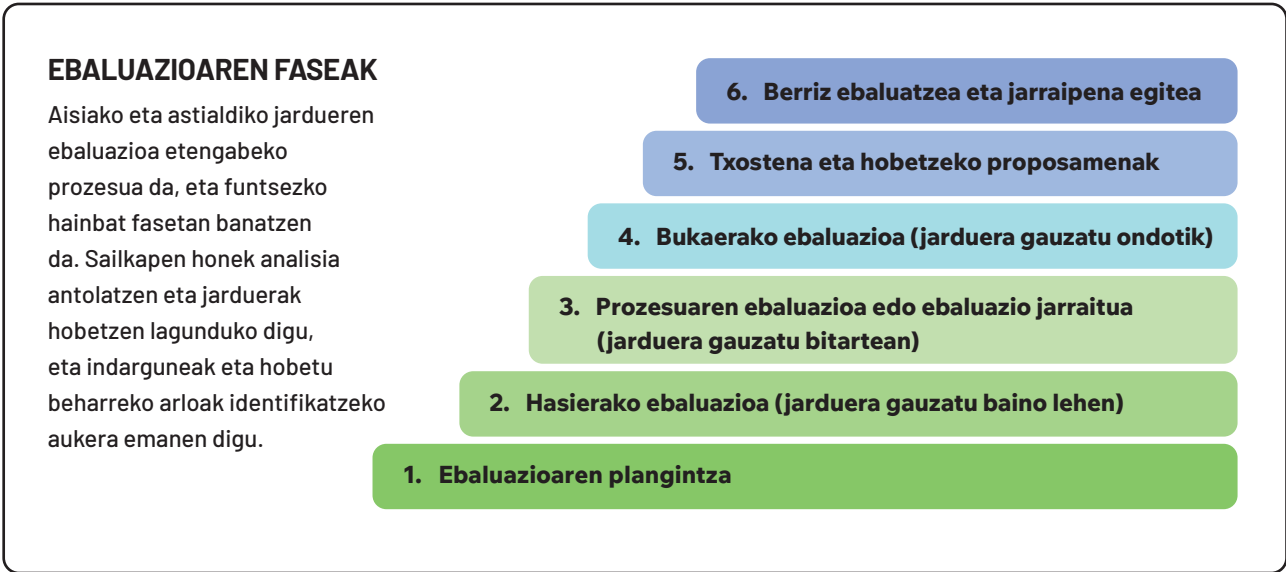 EBALUAZIOAREN FASEAK
Aisiako eta astialdiko jardueren
ebaluazioa etengabeko
prozesua da, eta funtsezko
hainbat fasetan banatzen
da. Sailkapen honek analisia
antolatzen eta jarduerak
hobetzen lagunduko digu,
eta indarguneak eta hobetu
beharreko arloak identifikatzeko
aukera emanen digu.
6. Berriz ebaluatzea eta jarraipena egitea
5. Txostena eta hobetzeko proposamenak
4. Bukaerako ebaluazioa (jarduera gauzatu ondotik)
3. Prozesuaren ebaluazioa edo ebaluazio jarraitua
(jarduera gauzatu bitartean)
2. Hasierako ebaluazioa (jarduera gauzatu baino lehen)
1. Ebaluazioaren plangintza